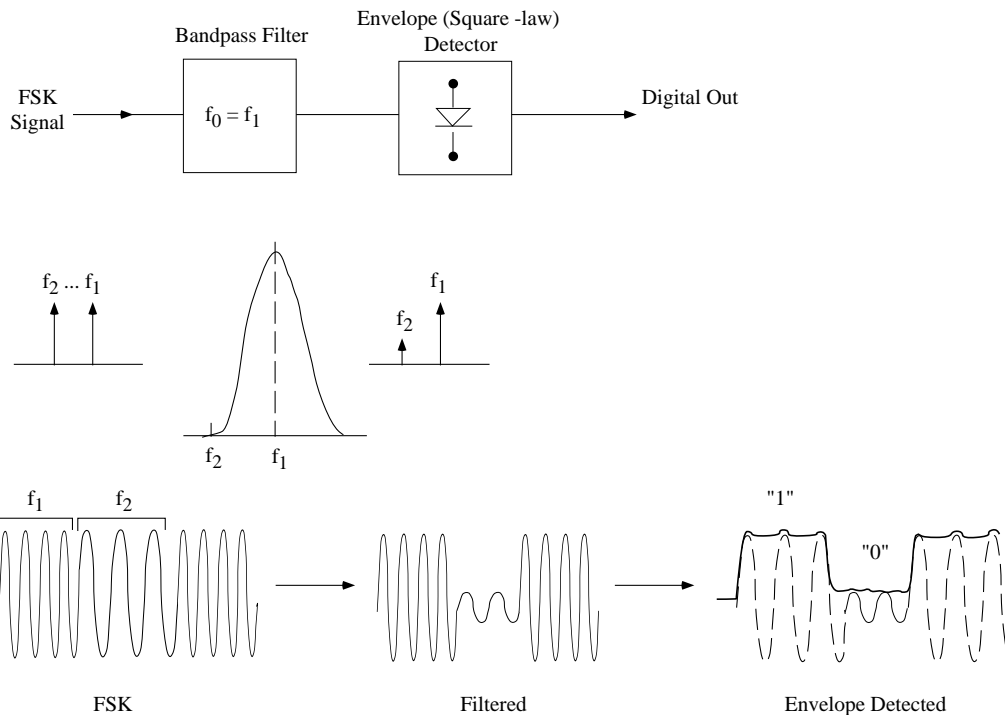 Envelope (Square -law)
Detector
Bandpass Filter
FSK
Signal
f0 = f1
Digital Out
f2 ... f1
f1
f2
f2
f1
f1
f2
"1"
"0"
FSK
Filtered
Envelope Detected